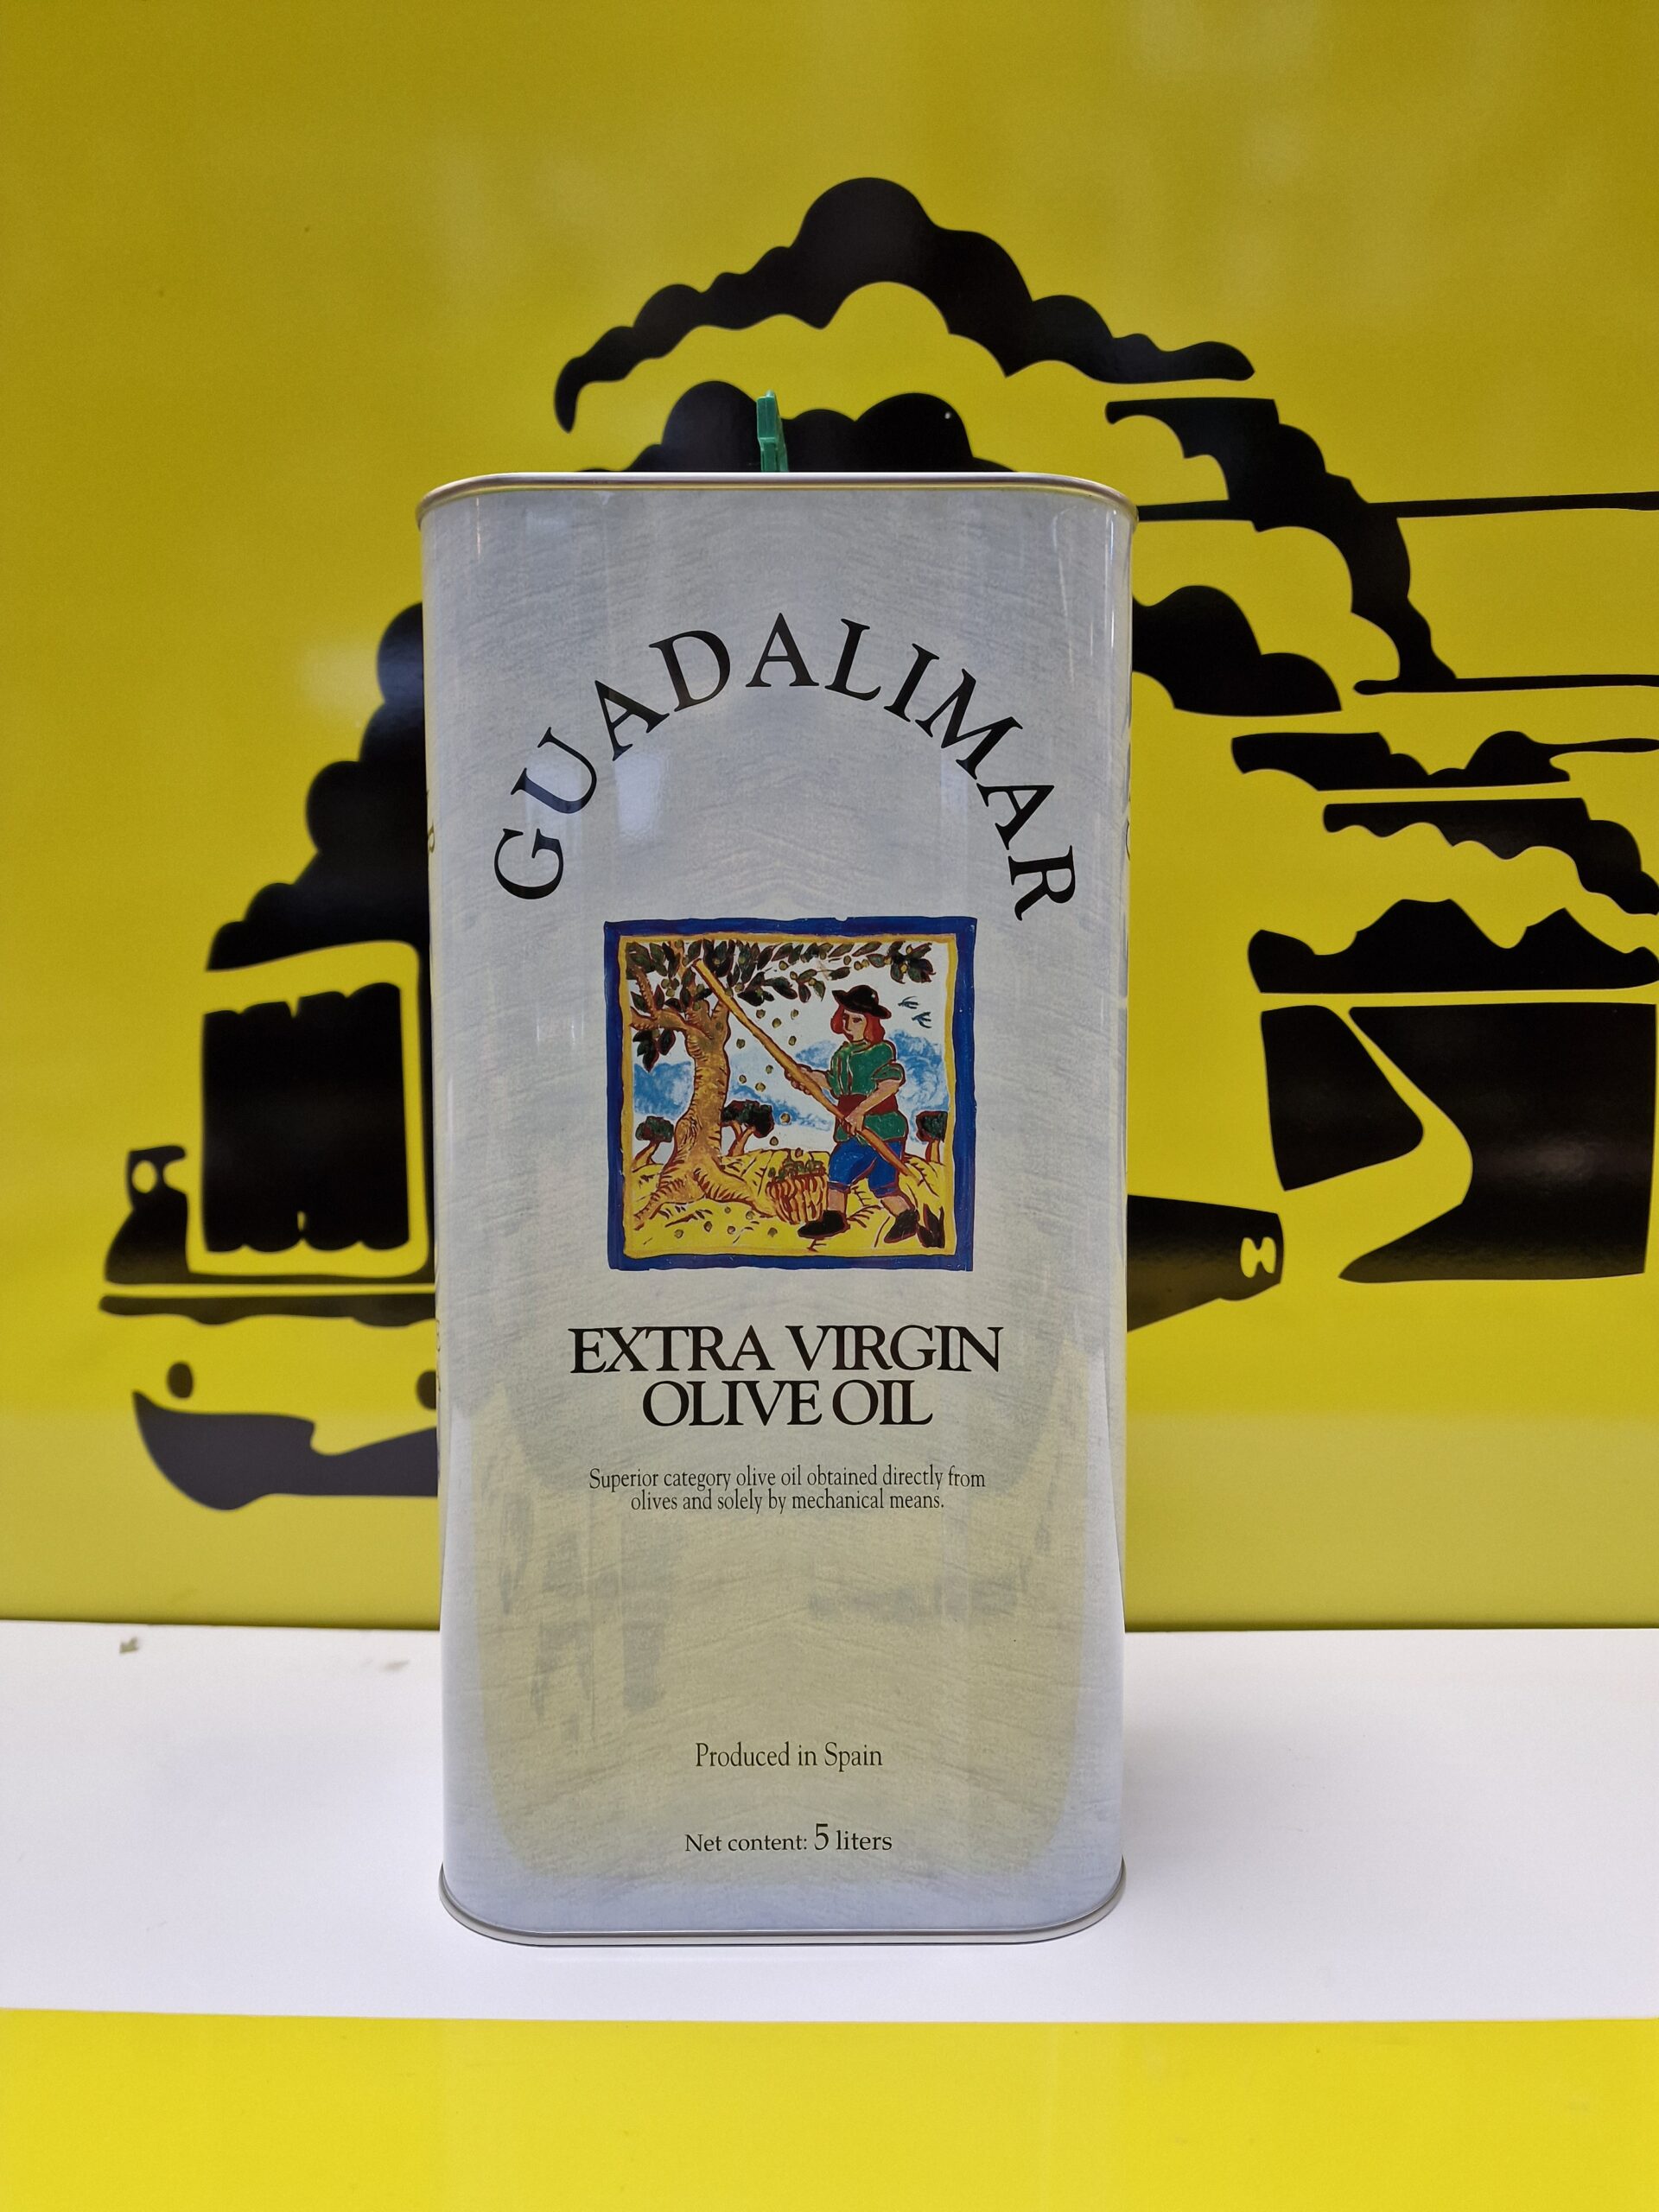 GUADALIMAR
EXTRA VIRGIN
OLIVE OIL
Superior category olive oil obtained directly from
olives and solely by mechanical means.
Produced in Spain
Net content: 5 liters